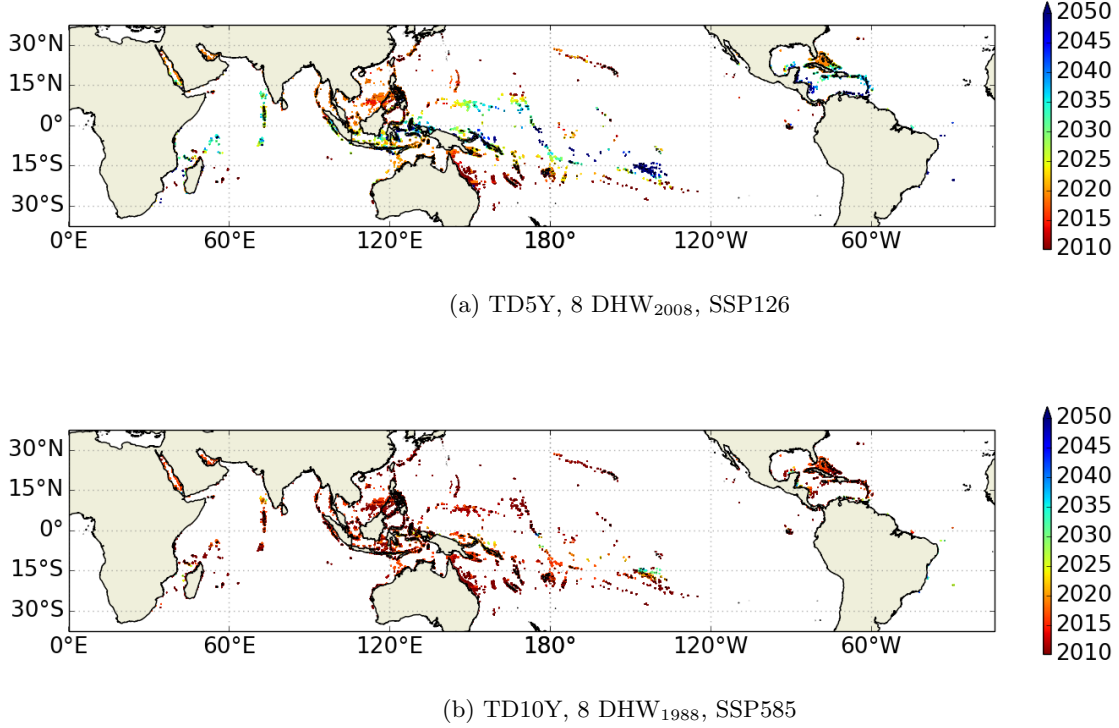 2050
30°N
2045
15°N
2040
2035
0°
2030
2025
15°S
2020
30°S
2015
2010
0°E 60°E 120°E 180° 120°W 60°W
(a) TD5Y, 8 DHW₂₀₀₈, SSP126
2050
30°N
2045
15°N
2040
2035
0°
2030
2025
15°S
2020
30°S
2015
2010
0°E 60°E 120°E 180° 120°W 60°W
(b) TD10Y, 8 DHW₁₉₈₈, SSP585